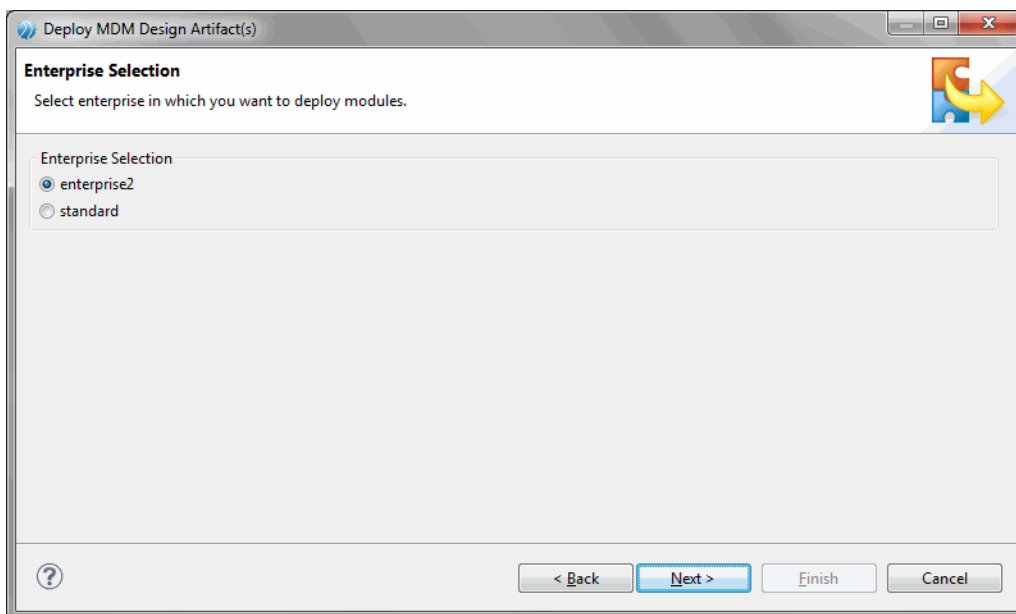 Deploy MDM Design Artifact(s)
Enterprise Selection
Select enterprise in which you want to deploy modules.
Enterprise Selection
enterprise2
standard
?
< Back
Next >
Finish
Cancel